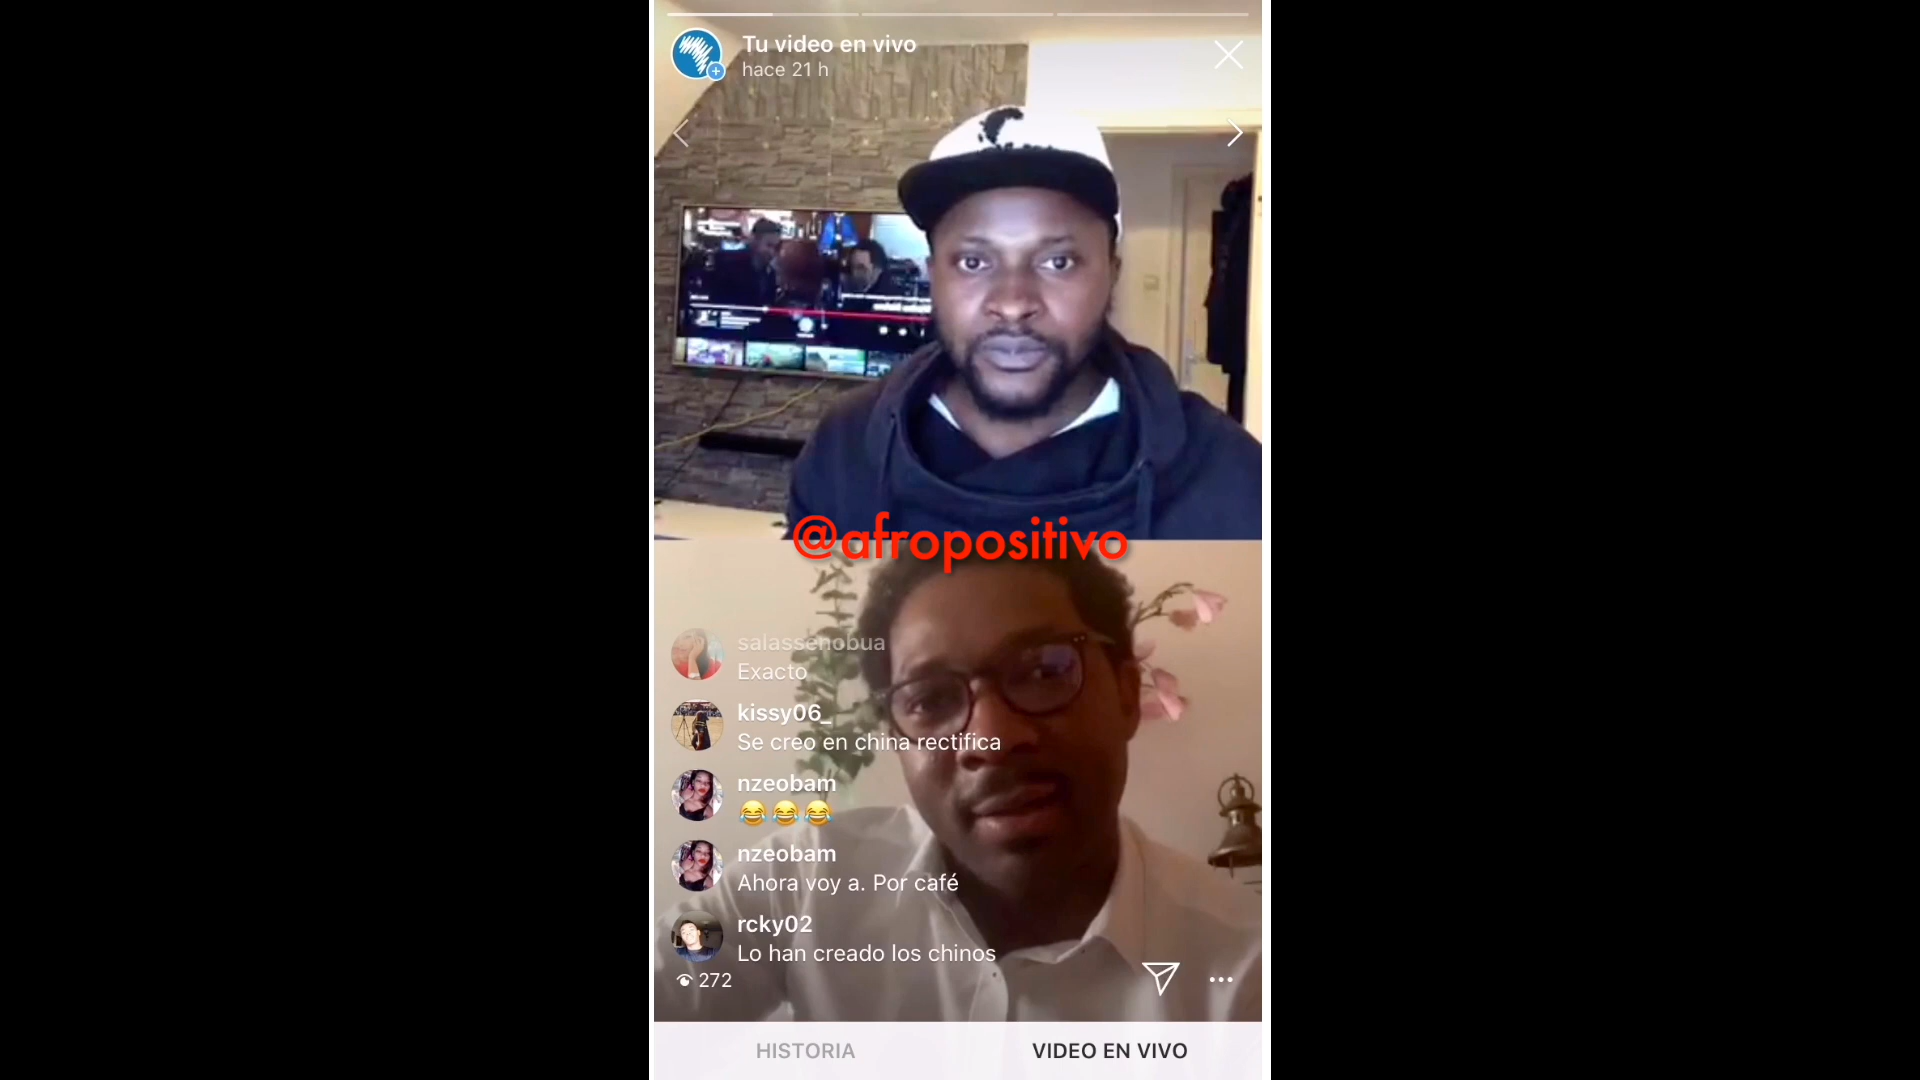 Tu video en vivo
hace 21 h
@afropositivo
salassenobua
Exacto
kissy06_
Se creo en china rectifica
nzeobam
😂😂😂
nzeobam
Ahora voy a. Por café
rcky02
Lo han creado los chinos
272
HISTORIA
VIDEO EN VIVO